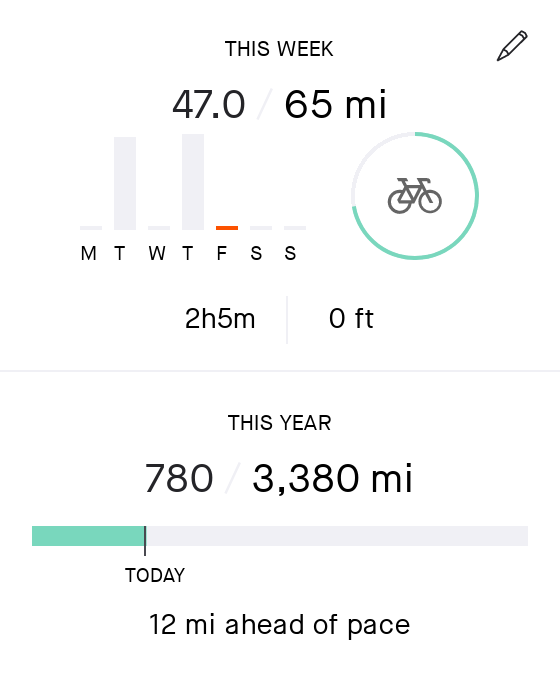 THIS WEEK
47.0 / 65 mi
M T W T F S S
2h5m 0 ft
THIS YEAR
780 / 3,380 mi
TODAY
12 mi ahead of pace